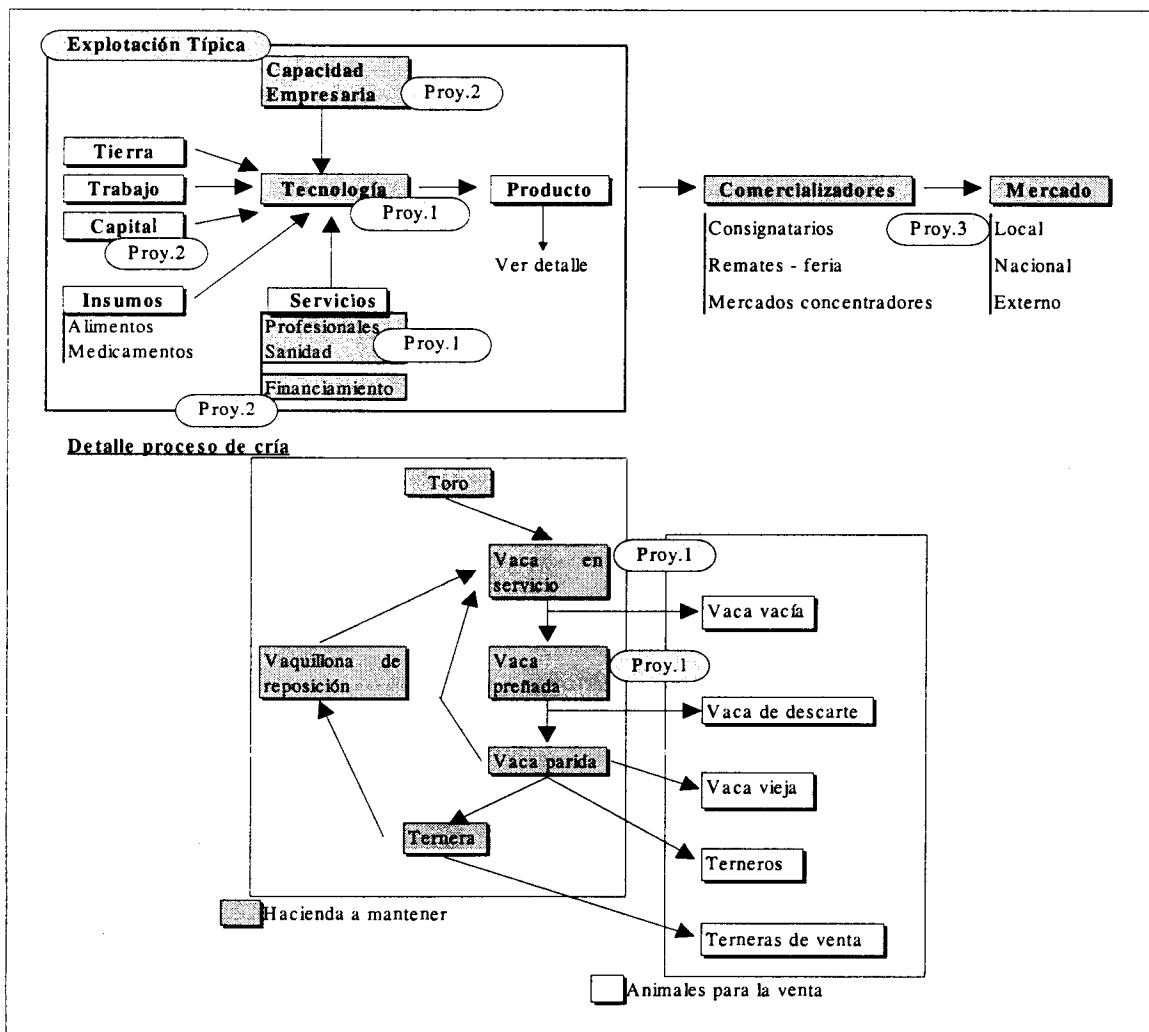 Explotación Típica
Capacidad
Empresaria
Proy.2
Tierra
Trabajo
Capital
Proy.2
Tecnología
Proy.1
Producto
Ver detalle
Comercializadores
Consignatarios
Remates - feria
Mercados concentradores
Proy.3
Mercado
Local
Nacional
Externo
Insumos
Alimentos
Medicamentos
Servicios
Profesionales
Sanidad
Proy.1
Financiamiento
Proy.2
Detalle proceso de cría
Toro
Vaca en
servicio
Proy.1
Vaca vacía
Vaquillona de
reposición
Vaca
preñada
Proy.1
Vaca de descarte
Vaca parida
Vaca vieja
Ternera
Terneros
Hacienda a mantener
Terneras de venta
Animales para la venta